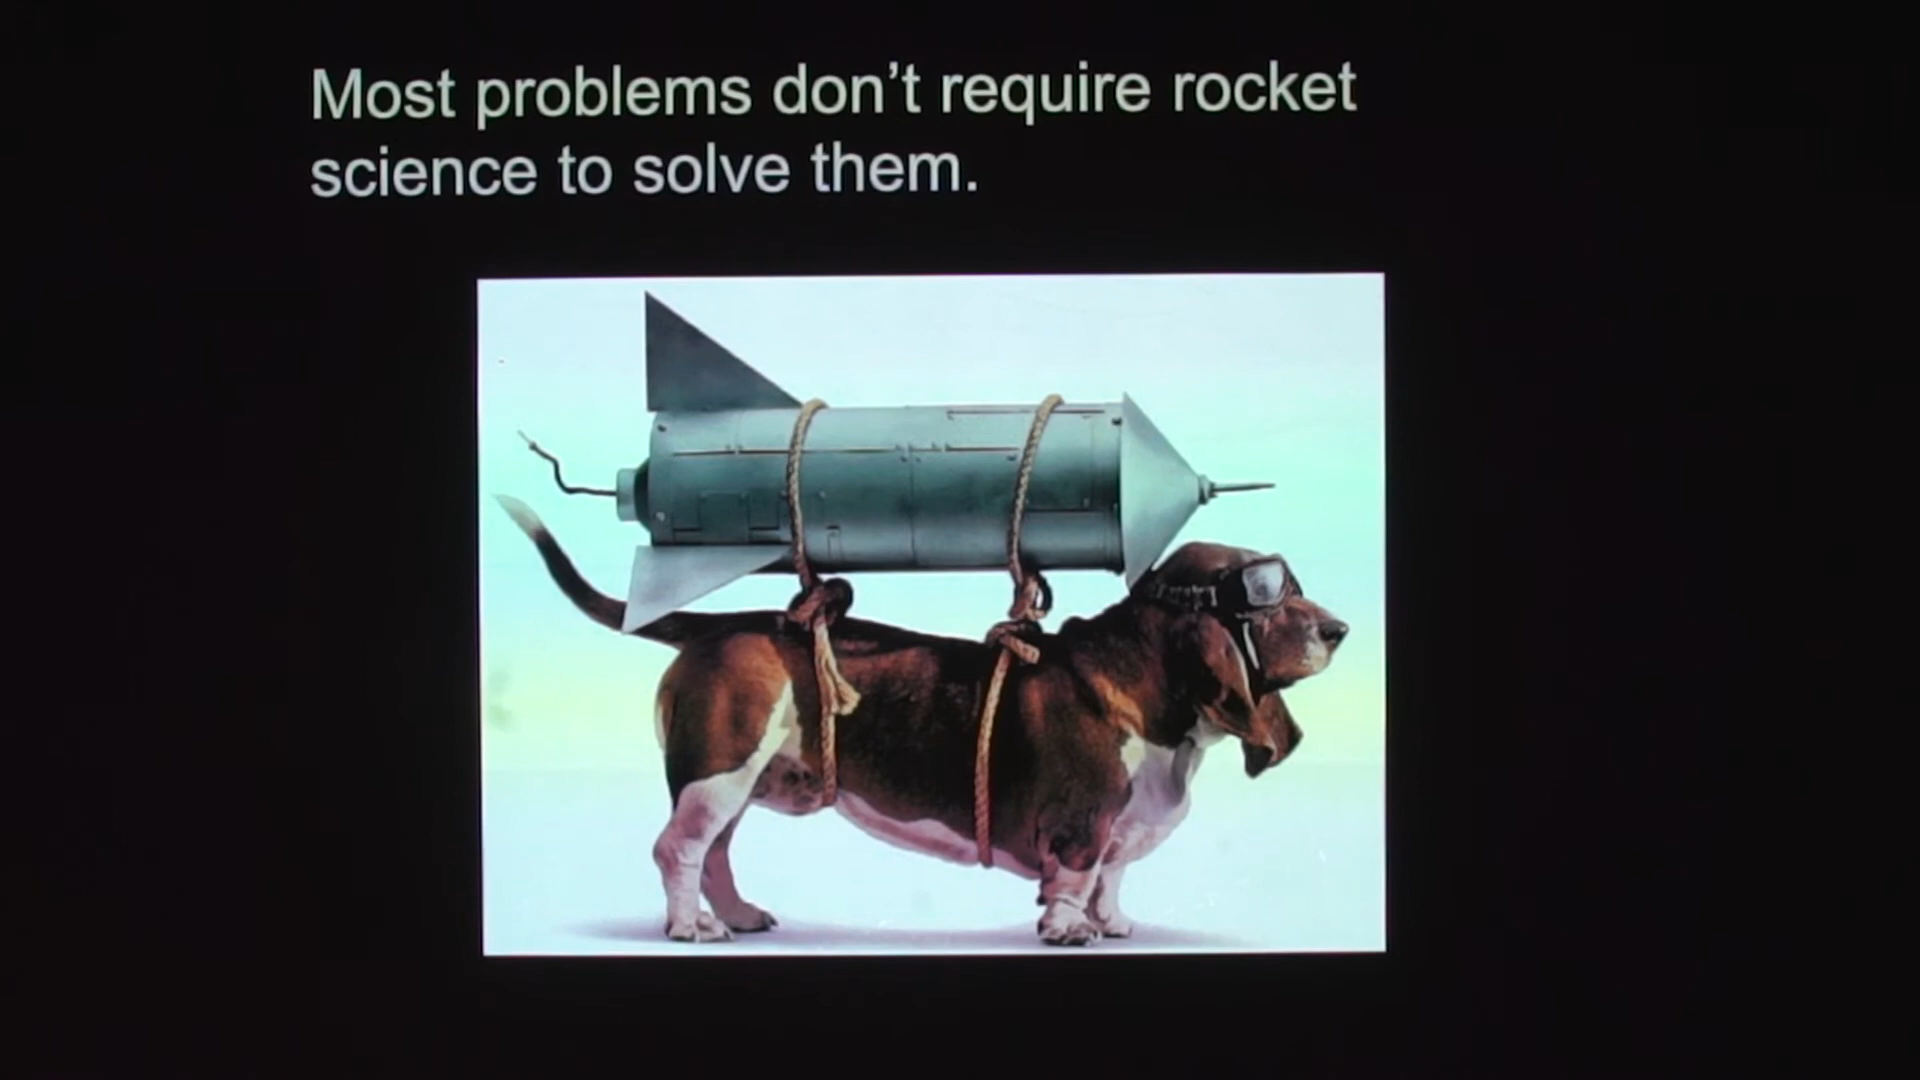 Most problems don’t require rocket
science to solve them.